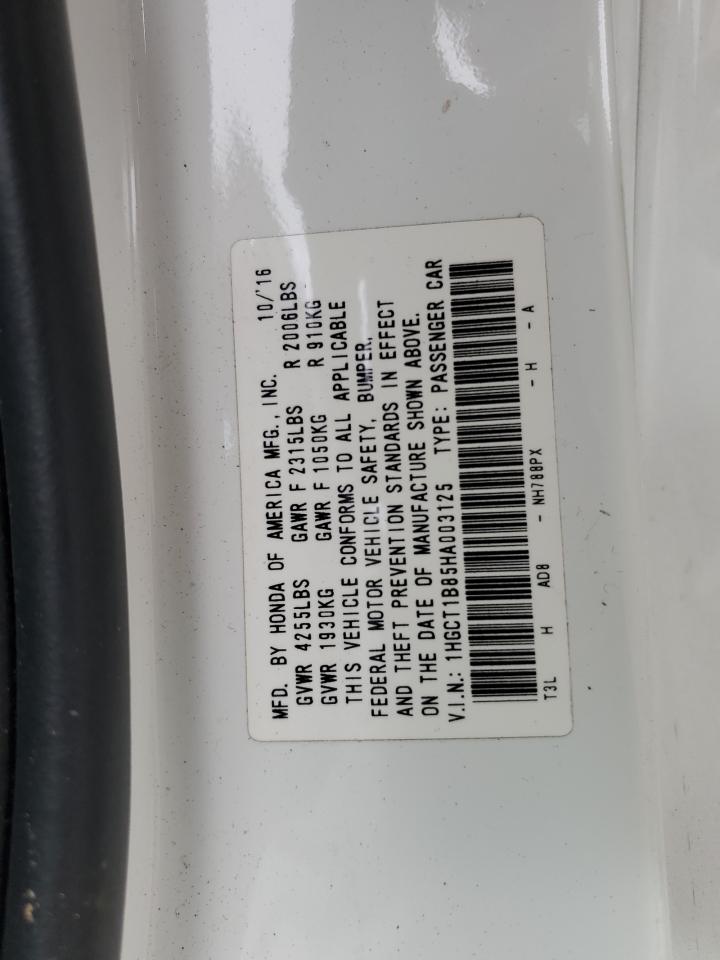 MFD. BY HONDA OF AMERICA MFG., INC. 10/'16
GVWR 4255LBS GAWR F 2315LBS R 2006LBS
GVWR 1930KG GAWR F 1050KG R 910KG
THIS VEHICLE CONFORMS TO ALL APPLICABLE
FEDERAL MOTOR VEHICLE SAFETY, BUMPER,
AND THEFT PREVENTION STANDARDS IN EFFECT
ON THE DATE OF MANUFACTURE SHOWN ABOVE.
V.I.N.: 1HGCT1B85HA003125 TYPE: PASSENGER CAR
T3L H AD8 - NH788PX - H - A